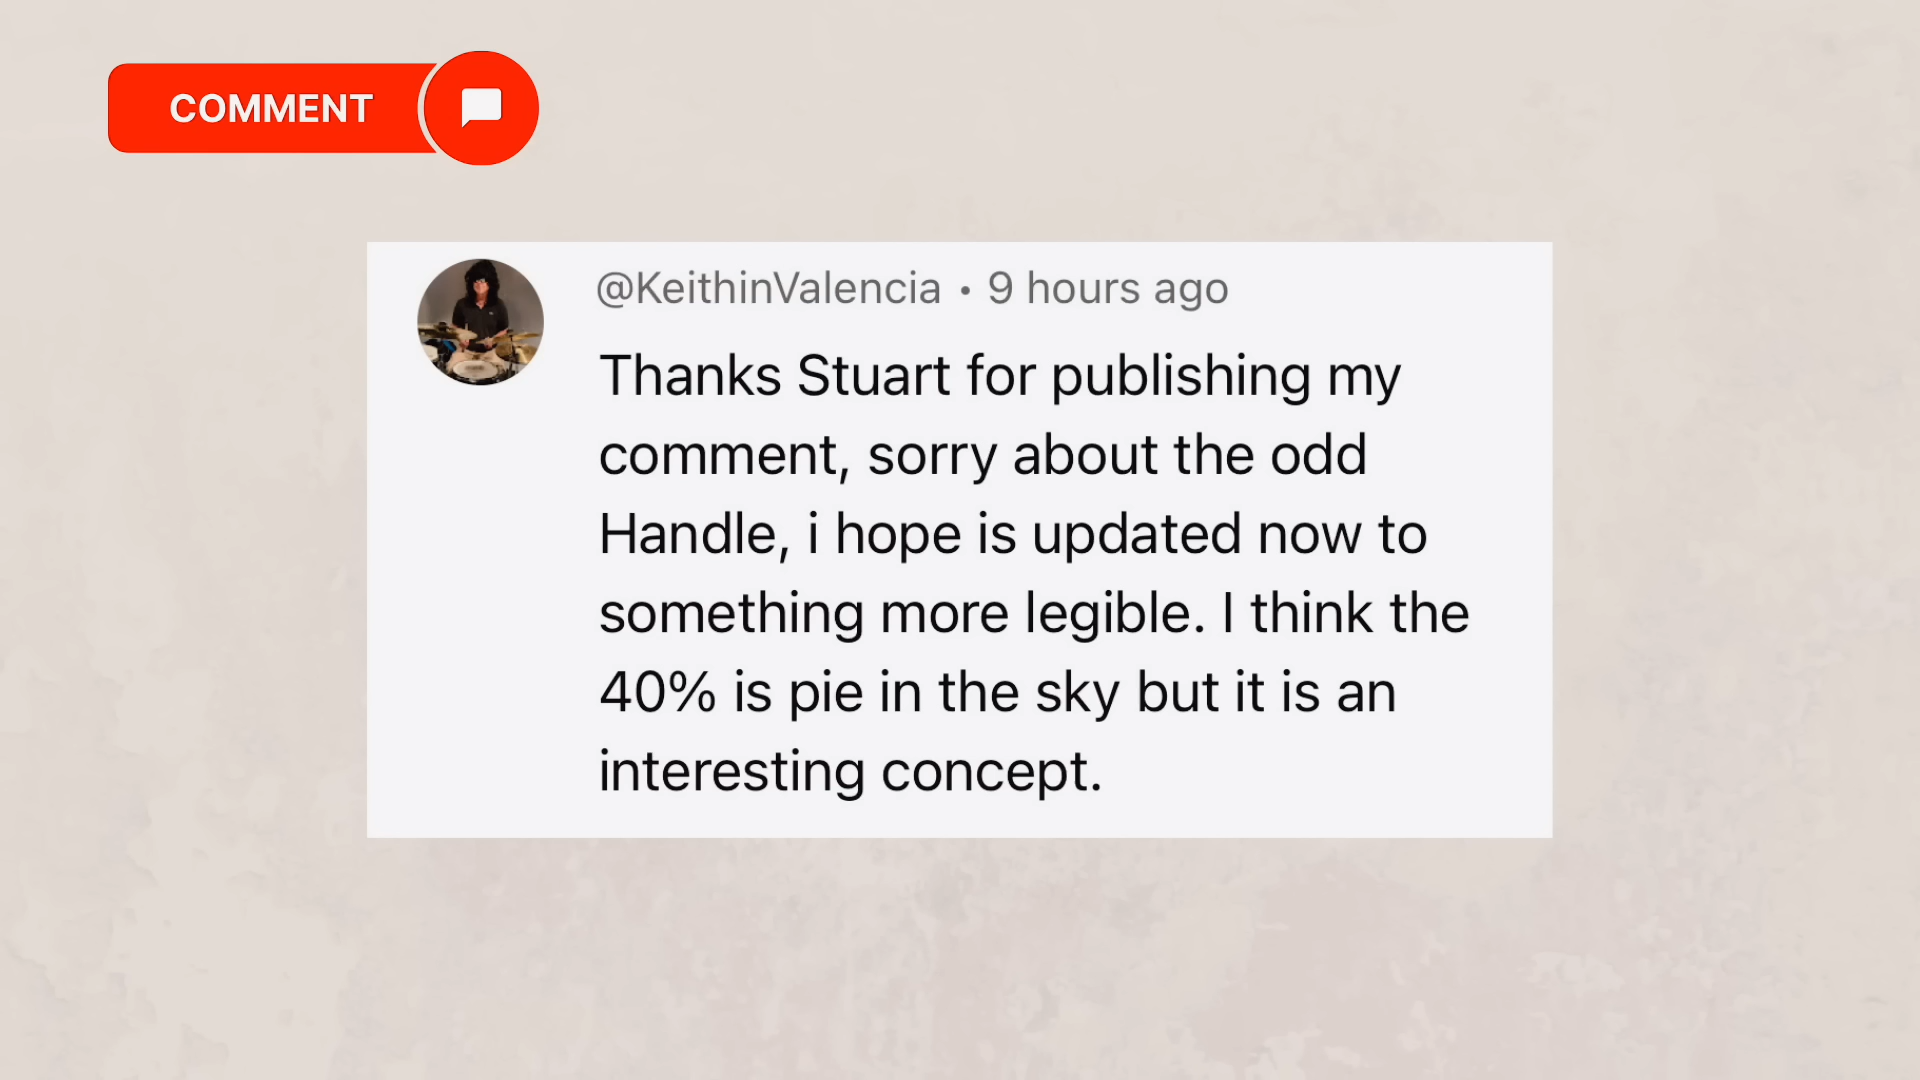 COMMENT
@KeithinValencia • 9 hours ago
Thanks Stuart for publishing my
comment, sorry about the odd
Handle, i hope is updated now to
something more legible. I think the
40% is pie in the sky but it is an
interesting concept.